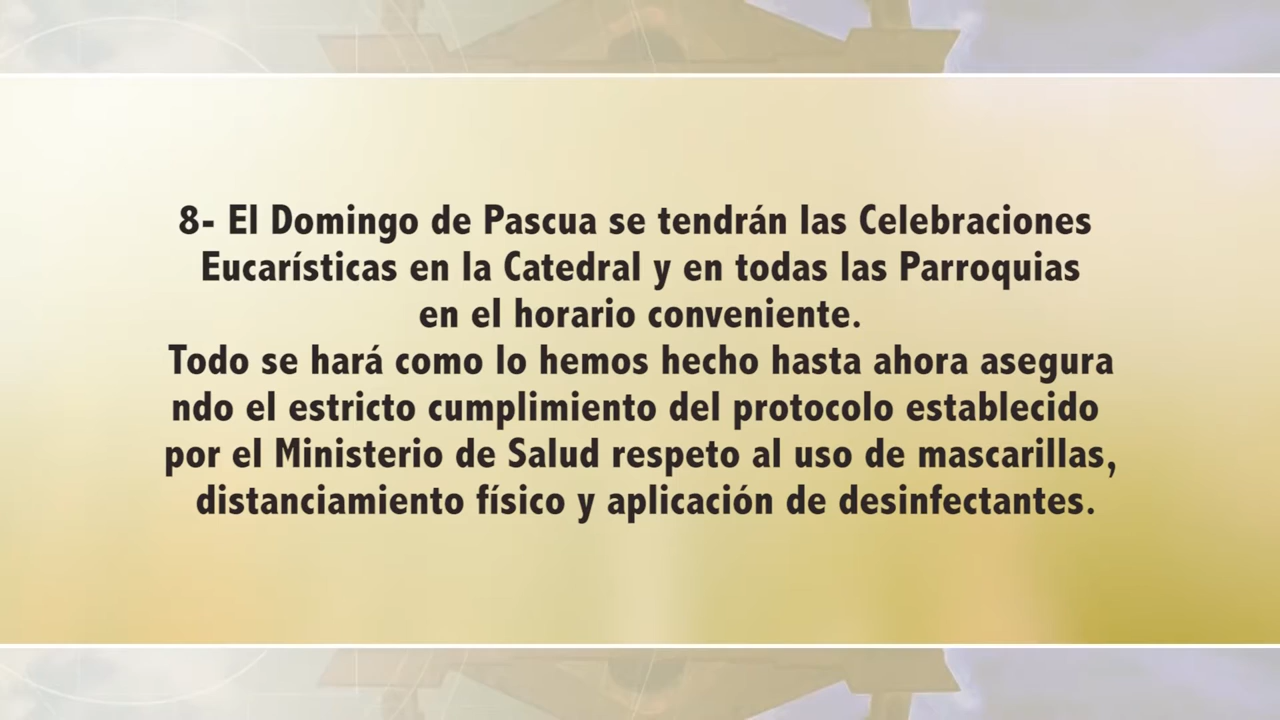 8- El Domingo de Pascua se tendrán las Celebraciones
Eucarísticas en la Catedral y en todas las Parroquias
en el horario conveniente.
Todo se hará como lo hemos hecho hasta ahora asegura
ndo el estricto cumplimiento del protocolo establecido
por el Ministerio de Salud respeto al uso de mascarillas,
distanciamiento físico y aplicación de desinfectantes.